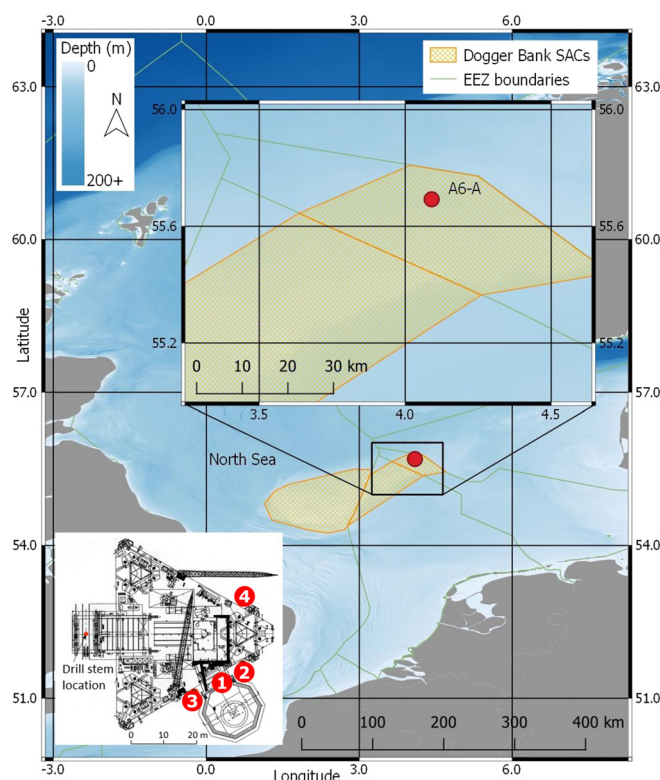 -3.0 0.0 3.0 6.0
Depth (m)
0
N
200+
Dogger Bank SACs
EEZ boundaries
63.0 63.0
56.0 56.0
A6-A
55.6 55.6
60.0 60.0
55.2 55.2
0 10 20 30 km
3.5 4.0 4.5
Latitude
57.0 57.0
North Sea
54.0 54.0
4
Drill stem
location
1
2
3
0 10 20 m
51.0 51.0
0 100 200 300 400 km
-3.0 0.0 3.0 6.0
Longitude